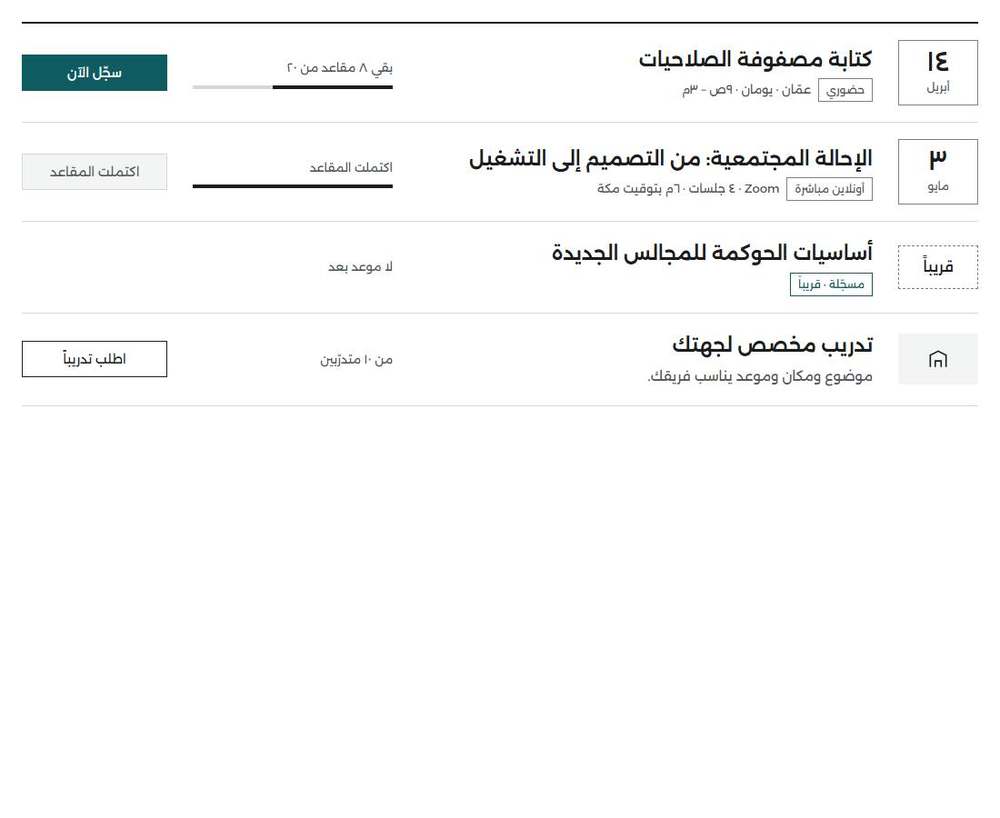 ١٤
أبريل
كتابة مصفوفة الصلاحيات
حضوري
عمّان · يومان · ٩ص – ٣م
بقي ٨ مقاعد من ٢٠
سجّل الآن
٣
مايو
الإحالة المجتمعية: من التصميم إلى التشغيل
أونلاين مباشرة
Zoom · ٤ جلسات · ٦م بتوقيت مكة
اكتملت المقاعد
اكتملت المقاعد
قريباً
أساسيات الحوكمة للمجالس الجديدة
مسجّلة · قريباً
لا موعد بعد
تدريب مخصص لجهتك
موضوع ومكان وموعد يناسب فريقك.
من ١٠ متدرّبين
اطلب تدريباً